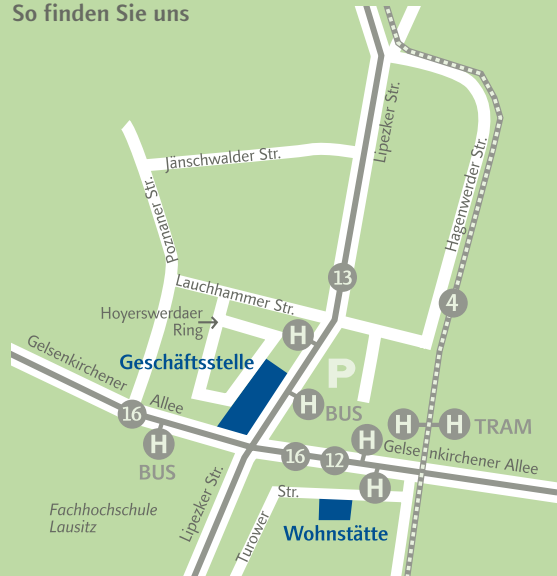 So finden Sie uns
Lipezker Str.
Jänschwalder Str.
Hagenwerder Str.
Poznaner Str.
13
Lauchhammer Str.
4
Hoyerswerdaer
Ring
H
Geschäftsstelle
P
Gelsenkirchener Allee
H BUS
16
H
BUS
H
H H TRAM
16
12
Gelsenkirchener Allee
H
Lipezker Str.
Turower Str.
Fachhochschule
Lausitz
Wohnstätte